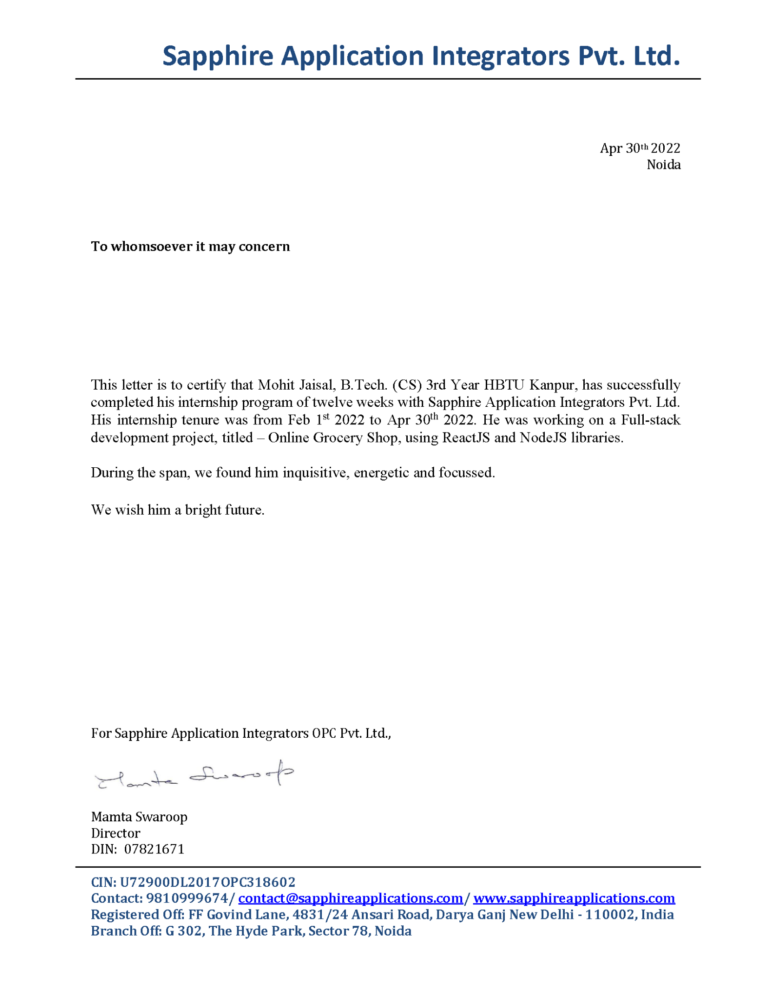 Sapphire Application Integrators Pvt. Ltd.
Apr 30th 2022
Noida
To whomsoever it may concern
This letter is to certify that Mohit Jaisal, B.Tech. (CS) 3rd Year HBTU Kanpur, has successfully
completed his internship program of twelve weeks with Sapphire Application Integrators Pvt. Ltd.
His internship tenure was from Feb 1st 2022 to Apr 30th 2022. He was working on a Full-stack
development project, titled – Online Grocery Shop, using ReactJS and NodeJS libraries.
During the span, we found him inquisitive, energetic and focussed.
We wish him a bright future.
For Sapphire Application Integrators OPC Pvt. Ltd.,
Mamta Swaroop
Mamta Swaroop
Director
DIN: 07821671
CIN: U72900DL2017OPC318602
Contact: 9810999674/ contact@sapphireapplications.com/ www.sapphireapplications.com
Registered Off: FF Govind Lane, 4831/24 Ansari Road, Darya Ganj New Delhi - 110002, India
Branch Off: G 302, The Hyde Park, Sector 78, Noida